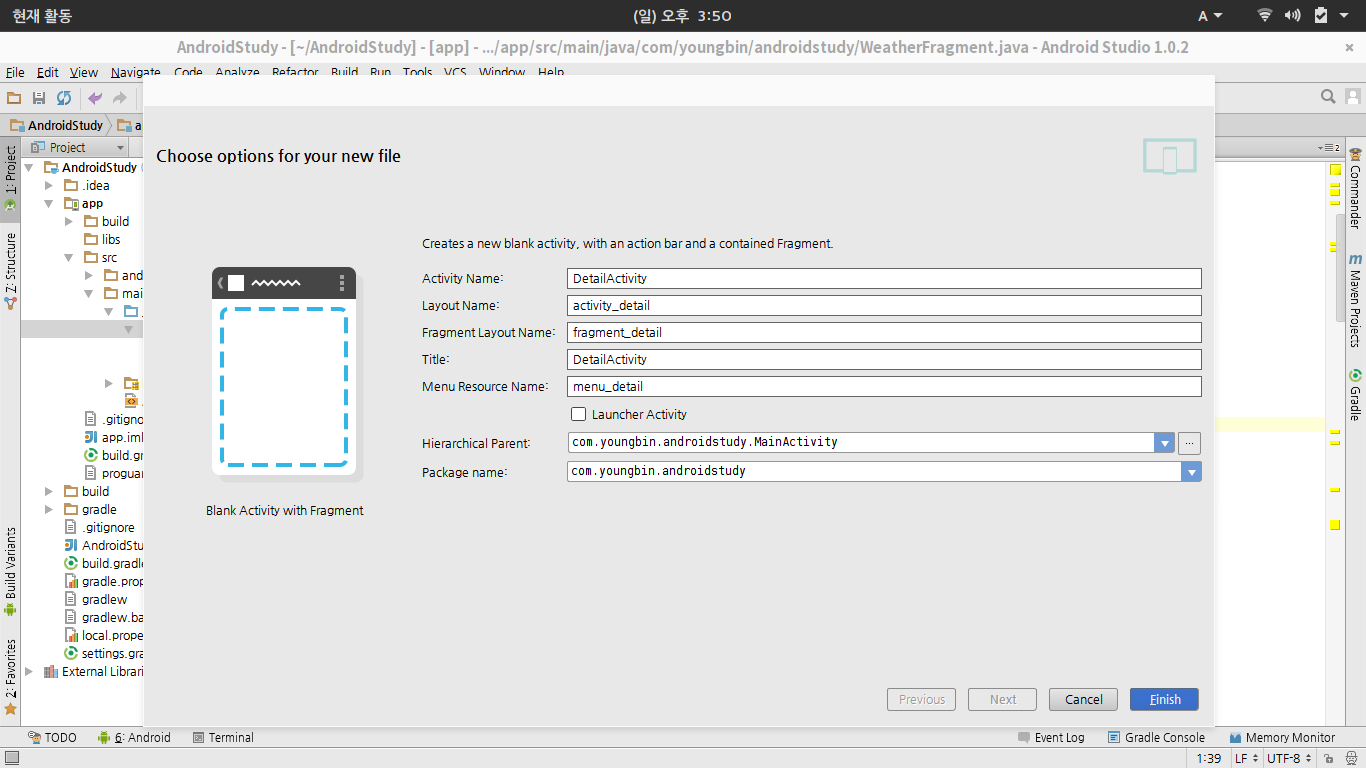 현재 활동
(일) 오후 3:50
A
AndroidStudy - [~/AndroidStudy] - [app] - .../app/src/main/java/com/youngbin/androidstudy/WeatherFragment.java - Android Studio 1.0.2
File Edit View Navigate Code Analyze Refactor Build Run Tools VCS Window Help
AndroidStudy
a
Project
2
1: Project
Z: Structure
Build Variants
2: Favorites
AndroidStudy
.idea
app
build
libs
src
and
mai
.gitigno
app.iml
build.gr
proguar
build
gradle
.gitignore
AndroidStu
build.gradle
gradle.prop
gradlew
gradlew.ba
local.prope
settings.gra
External Librari
Choose options for your new file
Creates a new blank activity, with an action bar and a contained Fragment.
Activity Name: DetailActivity
Layout Name: activity_detail
Fragment Layout Name: fragment_detail
Title: DetailActivity
Menu Resource Name: menu_detail
Launcher Activity
Hierarchical Parent: com.youngbin.androidstudy.MainActivity ...
Package name: com.youngbin.androidstudy
Blank Activity with Fragment
Previous Next Cancel Finish
Commander
m Maven Projects
Gradle
TODO 6: Android Terminal Event Log Gradle Console Memory Monitor
1:39 LF UTF-8